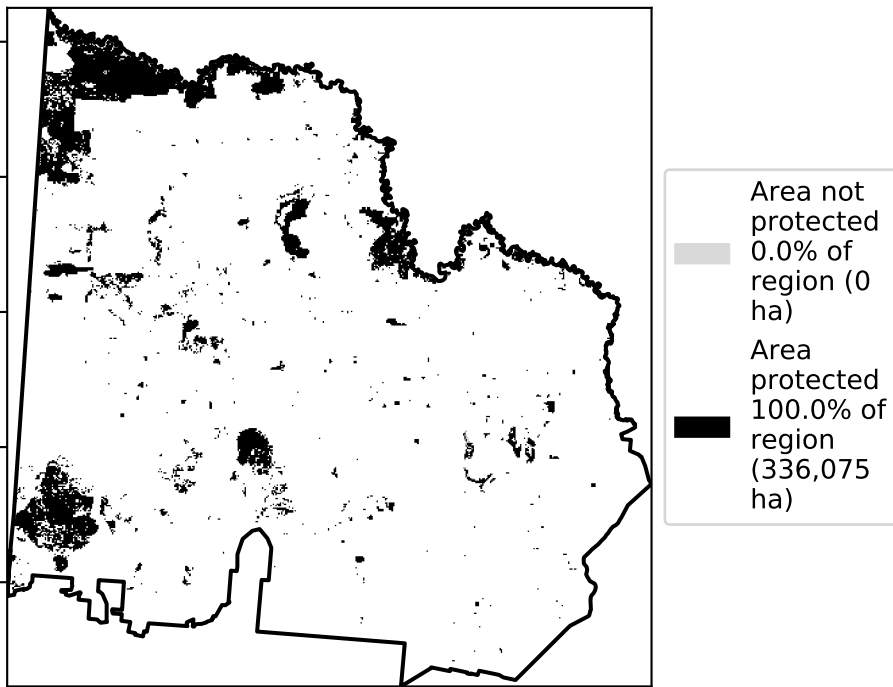 Area not
protected
0.0% of
region (0
ha)
Area
protected
100.0% of
region
(336,075
ha)